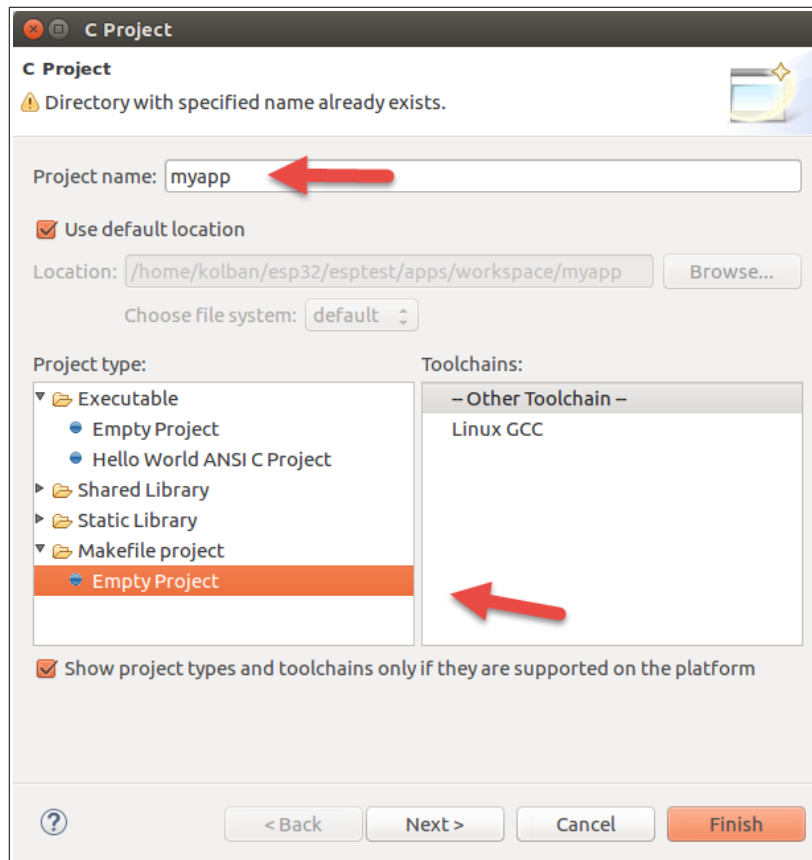 C Project
C Project
Directory with specified name already exists.
Project name: myapp
Use default location
Location: /home/kolban/esp32/esptest/apps/workspace/myapp Browse...
Choose file system: default
Project type: Toolchains:
Executable -- Other Toolchain --
Empty Project Linux GCC
Hello World ANSI C Project
Shared Library
Static Library
Makefile project
Empty Project
Show project types and toolchains only if they are supported on the platform
? < Back Next > Cancel Finish